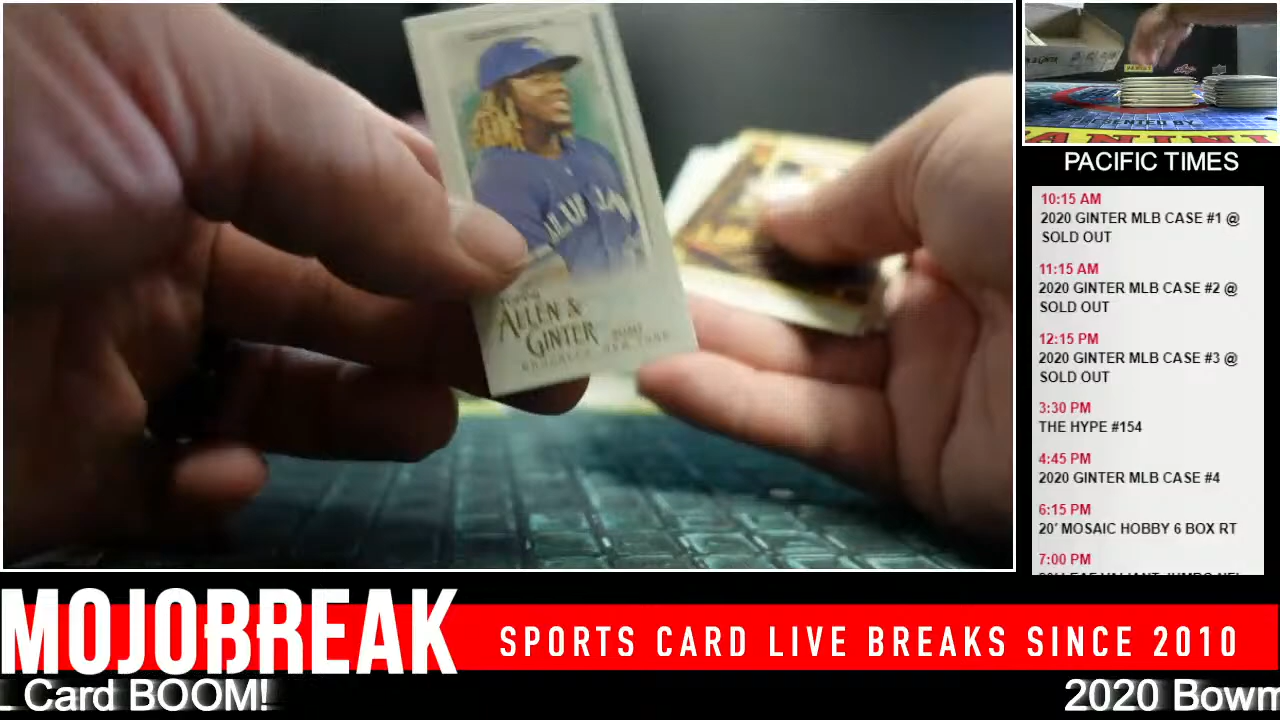 ALLEN &
GINTER
PACIFIC TIMES
10:15 AM
2020 GINTER MLB CASE #1 @
SOLD OUT
11:15 AM
2020 GINTER MLB CASE #2 @
SOLD OUT
12:15 PM
2020 GINTER MLB CASE #3 @
SOLD OUT
3:30 PM
THE HYPE #154
4:45 PM
2020 GINTER MLB CASE #4
6:15 PM
20' MOSAIC HOBBY 6 BOX RT
7:00 PM
MOJOBREAK
SPORTS CARD LIVE BREAKS SINCE 2010
L Card BOOM!
2020 Bowm